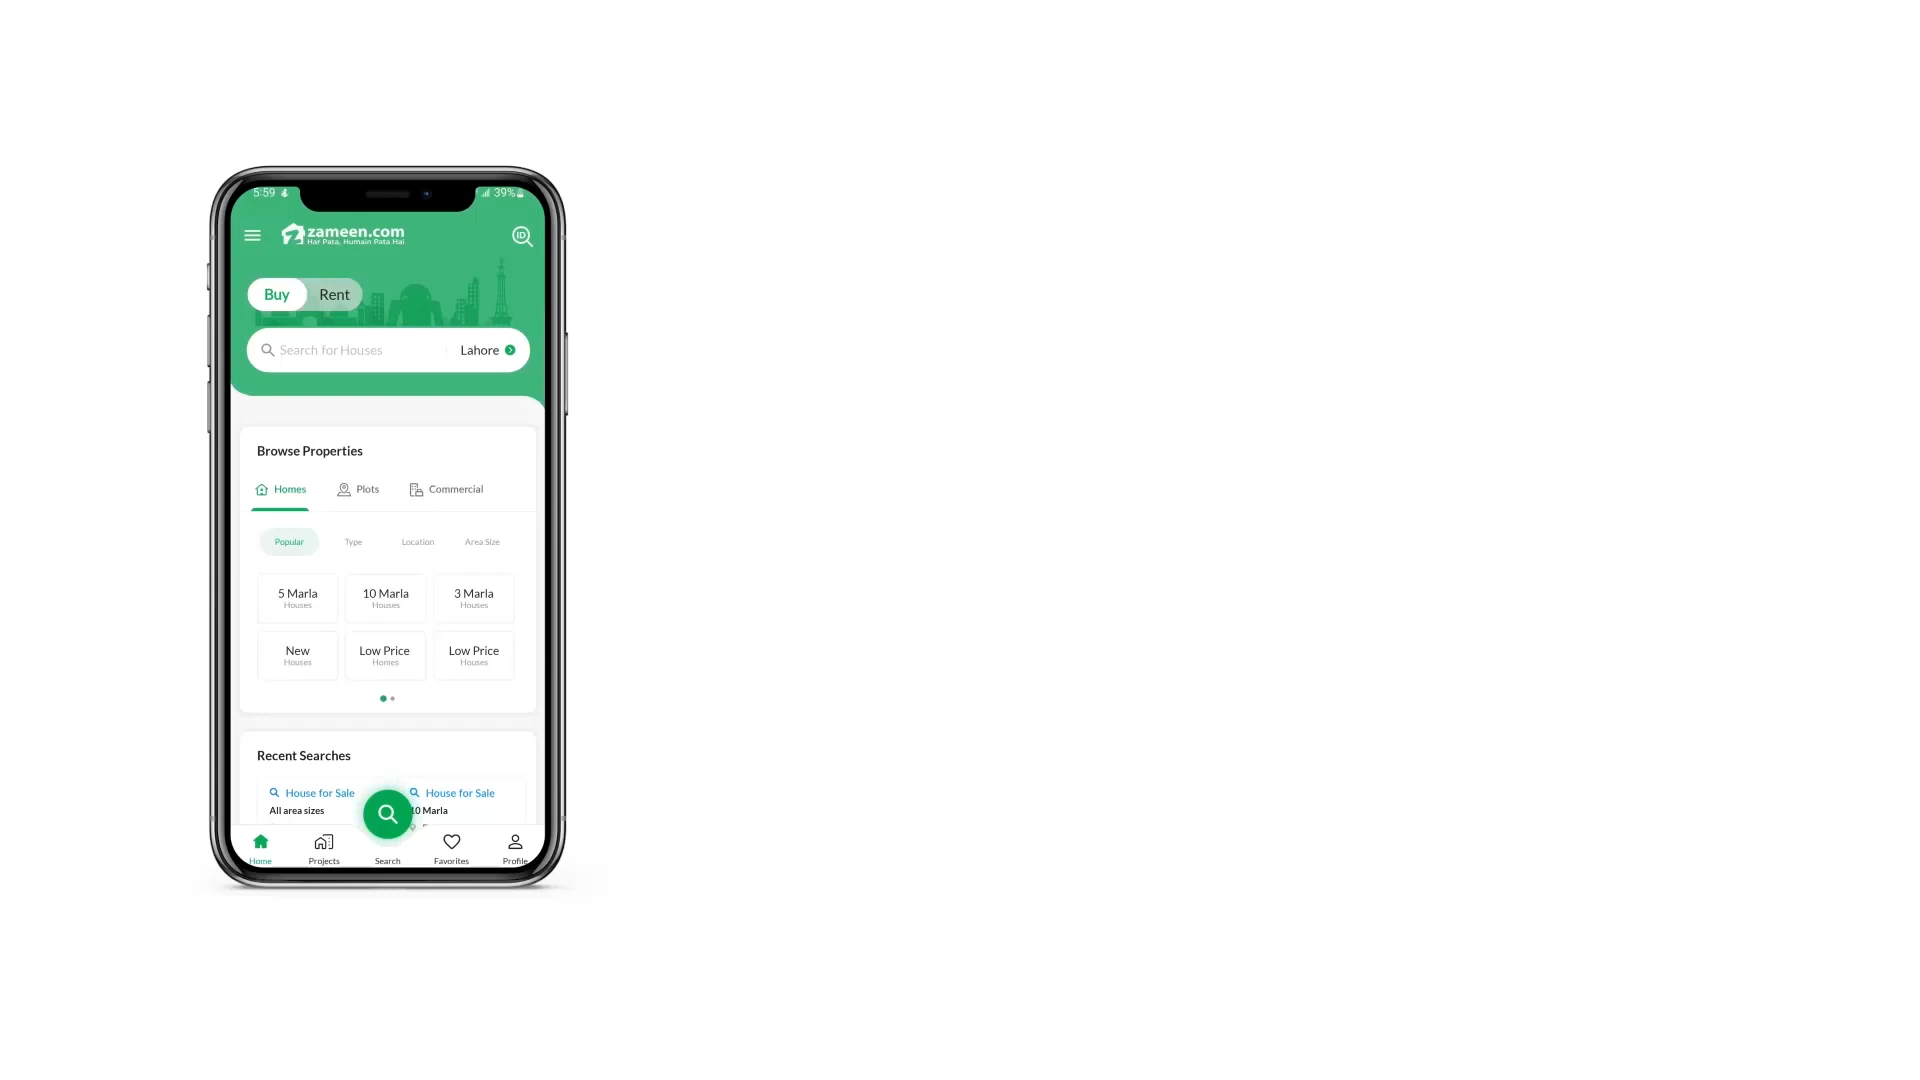 5:59
39%
zameen.com
Har Pata, Humain Pata Hai
ID
Buy Rent
Search for Houses Lahore
Browse Properties
Homes Plots Commercial
Popular Type Location Area Size
5 Marla 10 Marla 3 Marla
Houses Houses Houses
New Low Price Low Price
Houses Homes Houses
Recent Searches
House for Sale House for Sale
All area sizes 10 Marla
Home Projects Search Favorites Profile